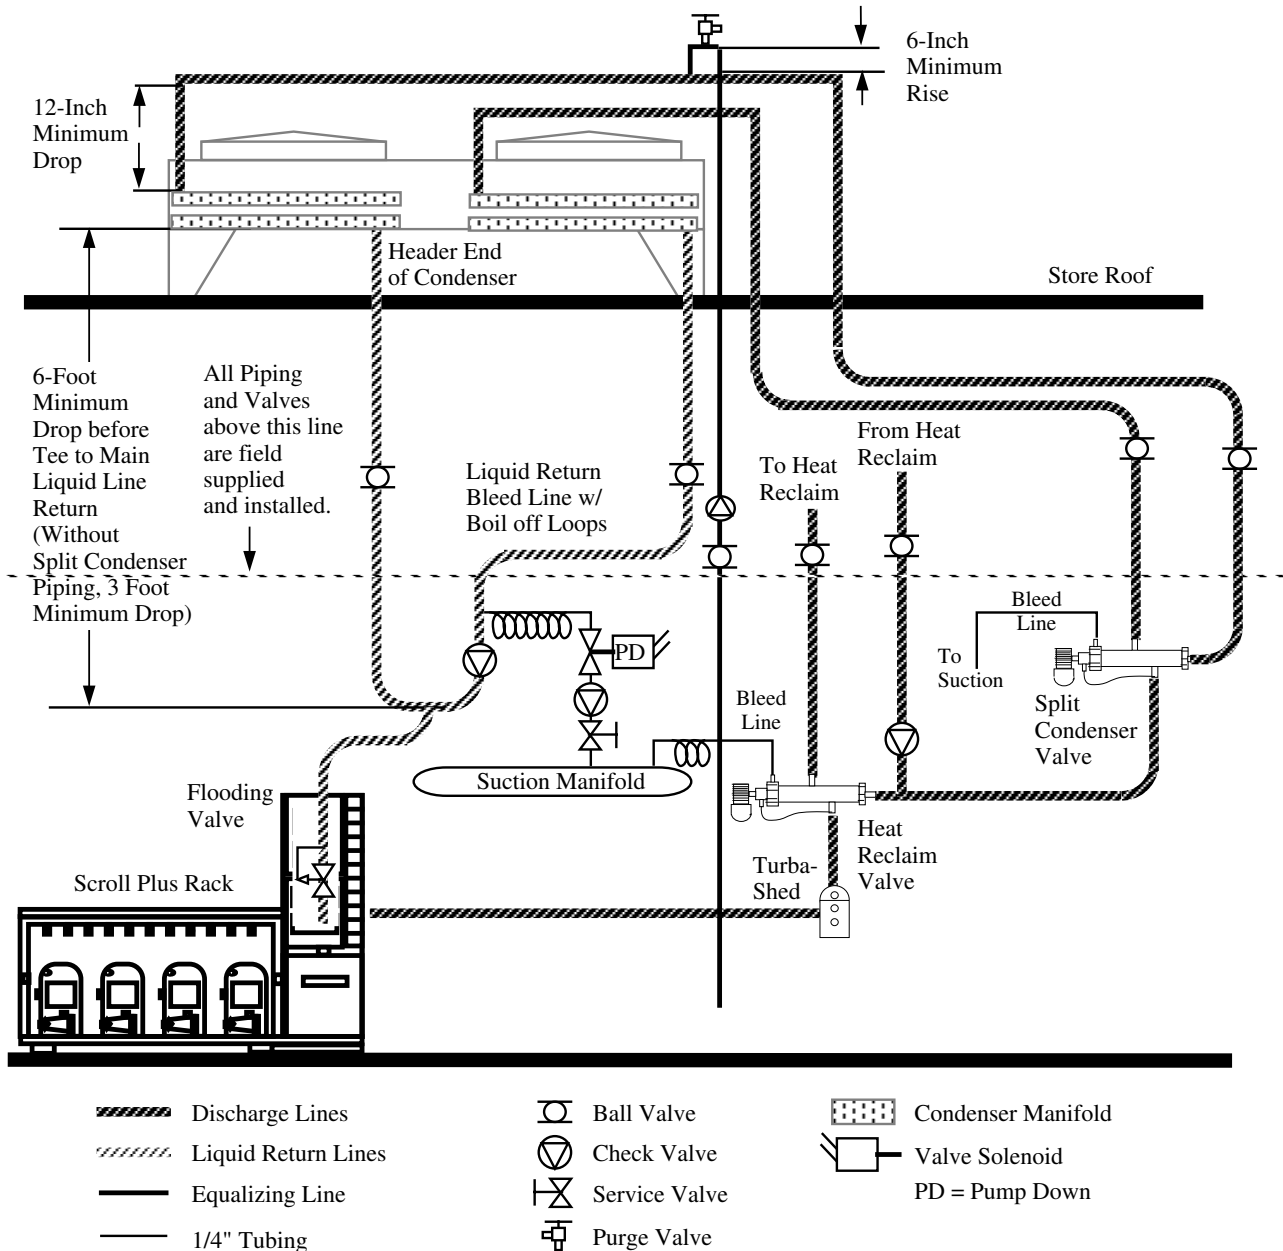 6-Inch
Minimum
Rise
12-Inch
Minimum
Drop
Header End
of Condenser
Store Roof
6-Foot
Minimum
Drop before
Tee to Main
Liquid Line
Return
(Without
Split Condenser
Piping, 3 Foot
Minimum Drop)
All Piping
and Valves
above this line
are field
supplied
and installed.
Liquid Return
Bleed Line w/
Boil off Loops
To Heat
Reclaim
From Heat
Reclaim
Bleed
Line
To
Suction
Split
Condenser
Valve
PD
Bleed
Line
Suction Manifold
Flooding
Valve
Heat
Reclaim
Valve
Turba-
Shed
Scroll Plus Rack
Discharge Lines
Liquid Return Lines
Equalizing Line
1/4" Tubing
Ball Valve
Check Valve
Service Valve
Purge Valve
Condenser Manifold
Valve Solenoid
PD = Pump Down